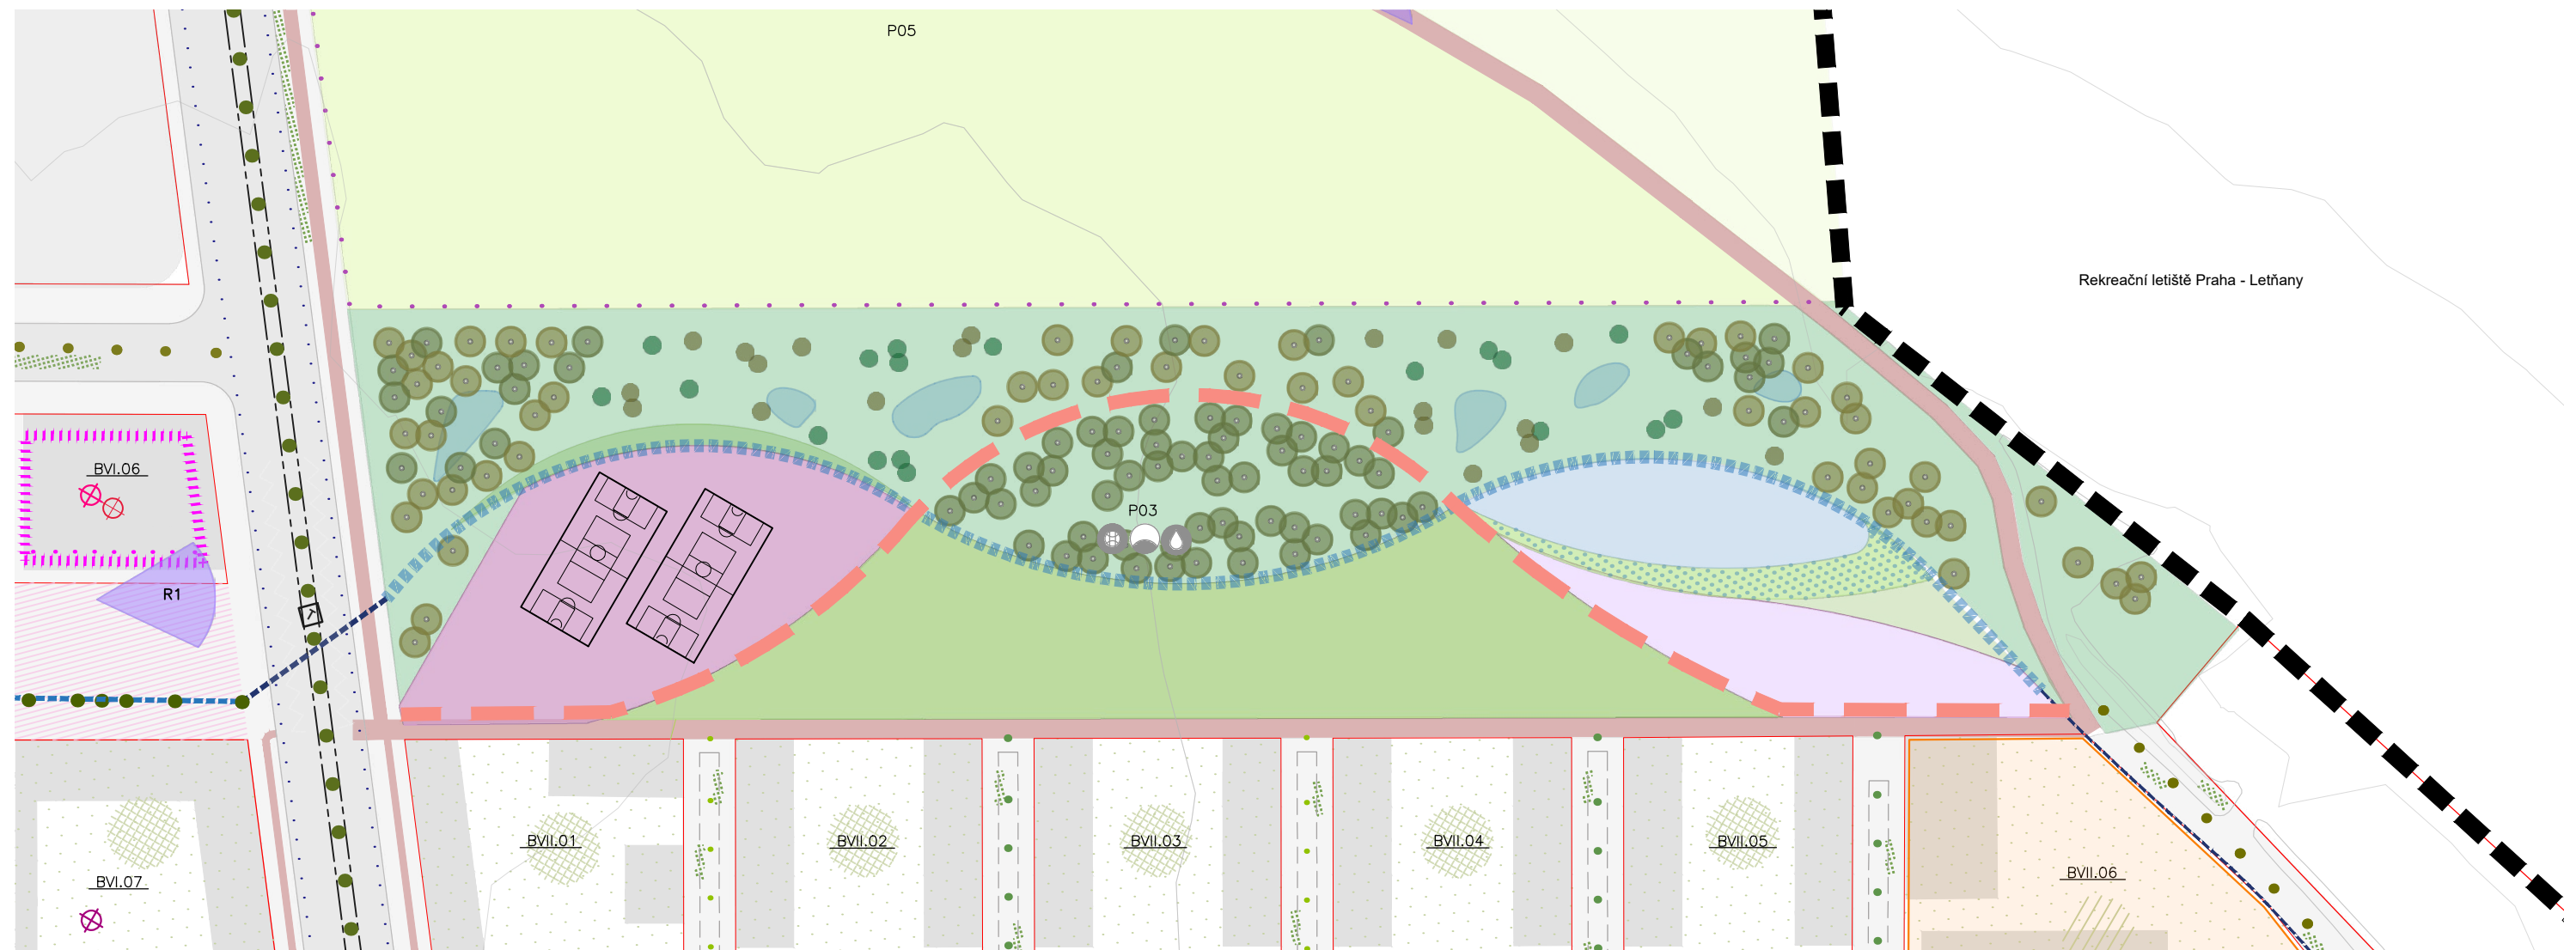 P05
Rekreační letiště Praha - Letňany
BVI.06
P03
R1
BVII.01
BVII.02
BVII.03
BVII.04
BVII.05
BVII.06
BVI.07